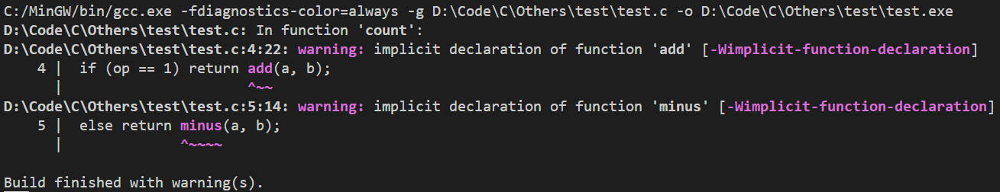 C:/MinGW/bin/gcc.exe -fdiagnostics-color=always -g D:\Code\C\Others\test\test.c -o D:\Code\C\Others\test\test.exe
D:\Code\C\Others\test\test.c: In function 'count':
D:\Code\C\Others\test\test.c:4:22: warning: implicit declaration of function 'add' [-Wimplicit-function-declaration]
    4 |  if (op == 1) return add(a, b);
      |                      ^~~
D:\Code\C\Others\test\test.c:5:14: warning: implicit declaration of function 'minus' [-Wimplicit-function-declaration]
    5 |  else return minus(a, b);
      |              ^~~~~
Build finished with warning(s).